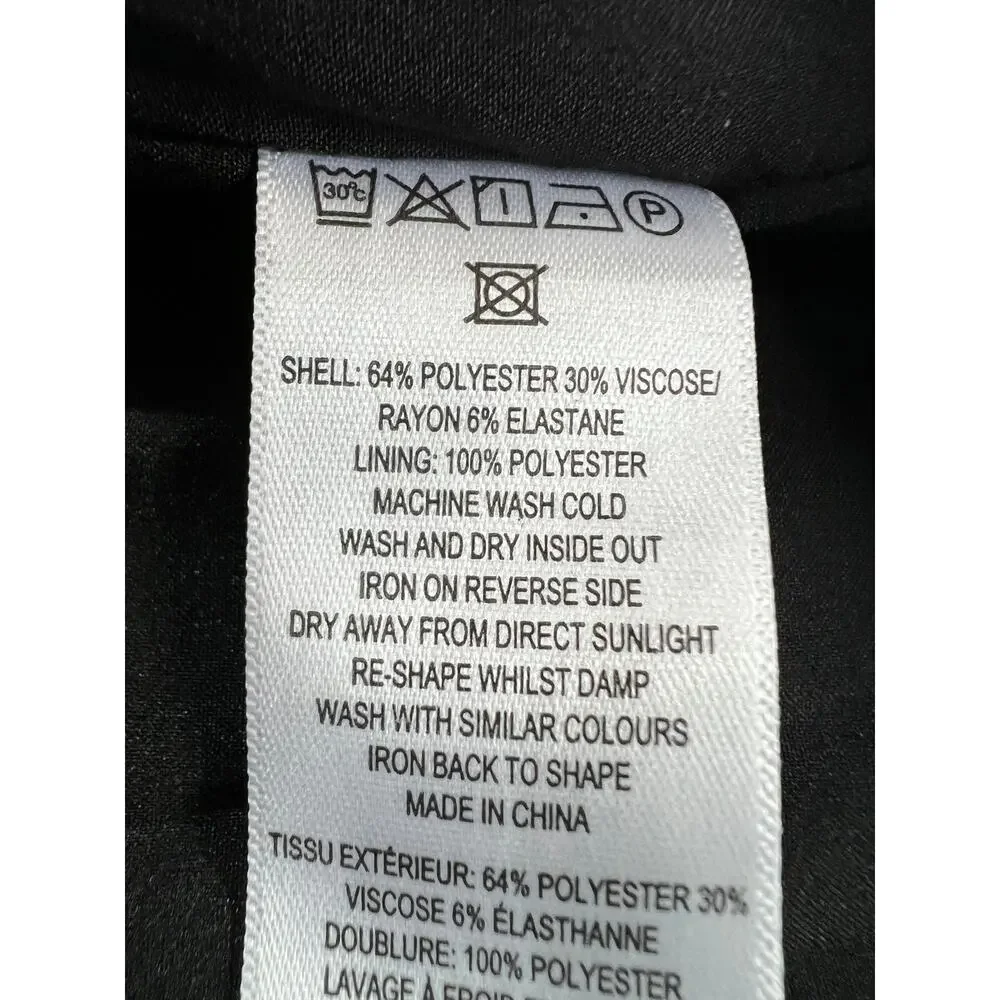 30°C
P
SHELL: 64% POLYESTER 30% VISCOSE/
RAYON 6% ELASTANE
LINING: 100% POLYESTER
MACHINE WASH COLD
WASH AND DRY INSIDE OUT
IRON ON REVERSE SIDE
DRY AWAY FROM DIRECT SUNLIGHT
RE-SHAPE WHILST DAMP
WASH WITH SIMILAR COLOURS
IRON BACK TO SHAPE
MADE IN CHINA
TISSU EXTÉRIEUR: 64% POLYESTER 30%
VISCOSE 6% ÉLASTHANNE
DOUBLURE: 100% POLYESTER
LAVAGE À FROID